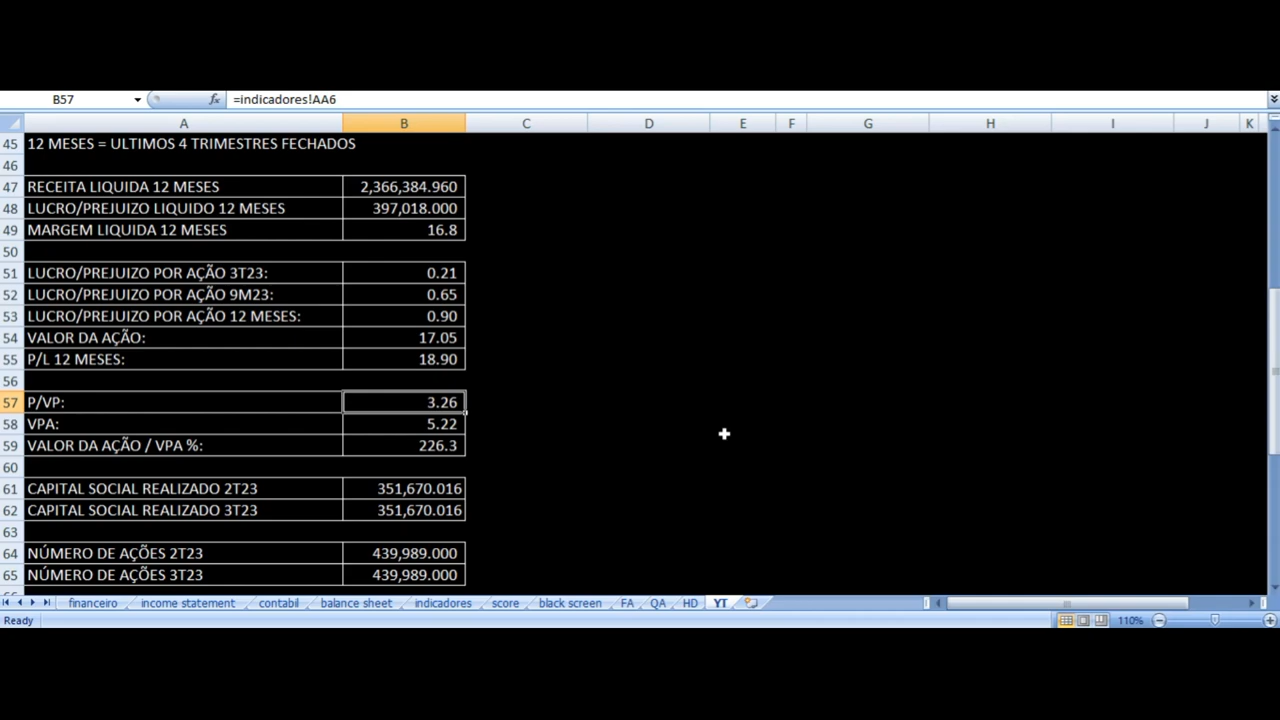 B57 fx =indicadores!AA6
A B C D E F G H I J K
45 12 MESES = ULTIMOS 4 TRIMESTRES FECHADOS
46
47 RECEITA LIQUIDA 12 MESES 2,366,384.960
48 LUCRO/PREJUIZO LIQUIDO 12 MESES 397,018.000
49 MARGEM LIQUIDA 12 MESES 16.8
50
51 LUCRO/PREJUIZO POR AÇÃO 3T23: 0.21
52 LUCRO/PREJUIZO POR AÇÃO 9M23: 0.65
53 LUCRO/PREJUIZO POR AÇÃO 12 MESES: 0.90
54 VALOR DA AÇÃO: 17.05
55 P/L 12 MESES: 18.90
56
57 P/VP: 3.26
58 VPA: 5.22
59 VALOR DA AÇÃO / VPA %: 226.3
60
61 CAPITAL SOCIAL REALIZADO 2T23 351,670.016
62 CAPITAL SOCIAL REALIZADO 3T23 351,670.016
63
64 NÚMERO DE AÇÕES 2T23 439,989.000
65 NÚMERO DE AÇÕES 3T23 439,989.000
financeiro income statement contabil balance sheet indicadores score black screen FA QA HD YT
Ready 110%